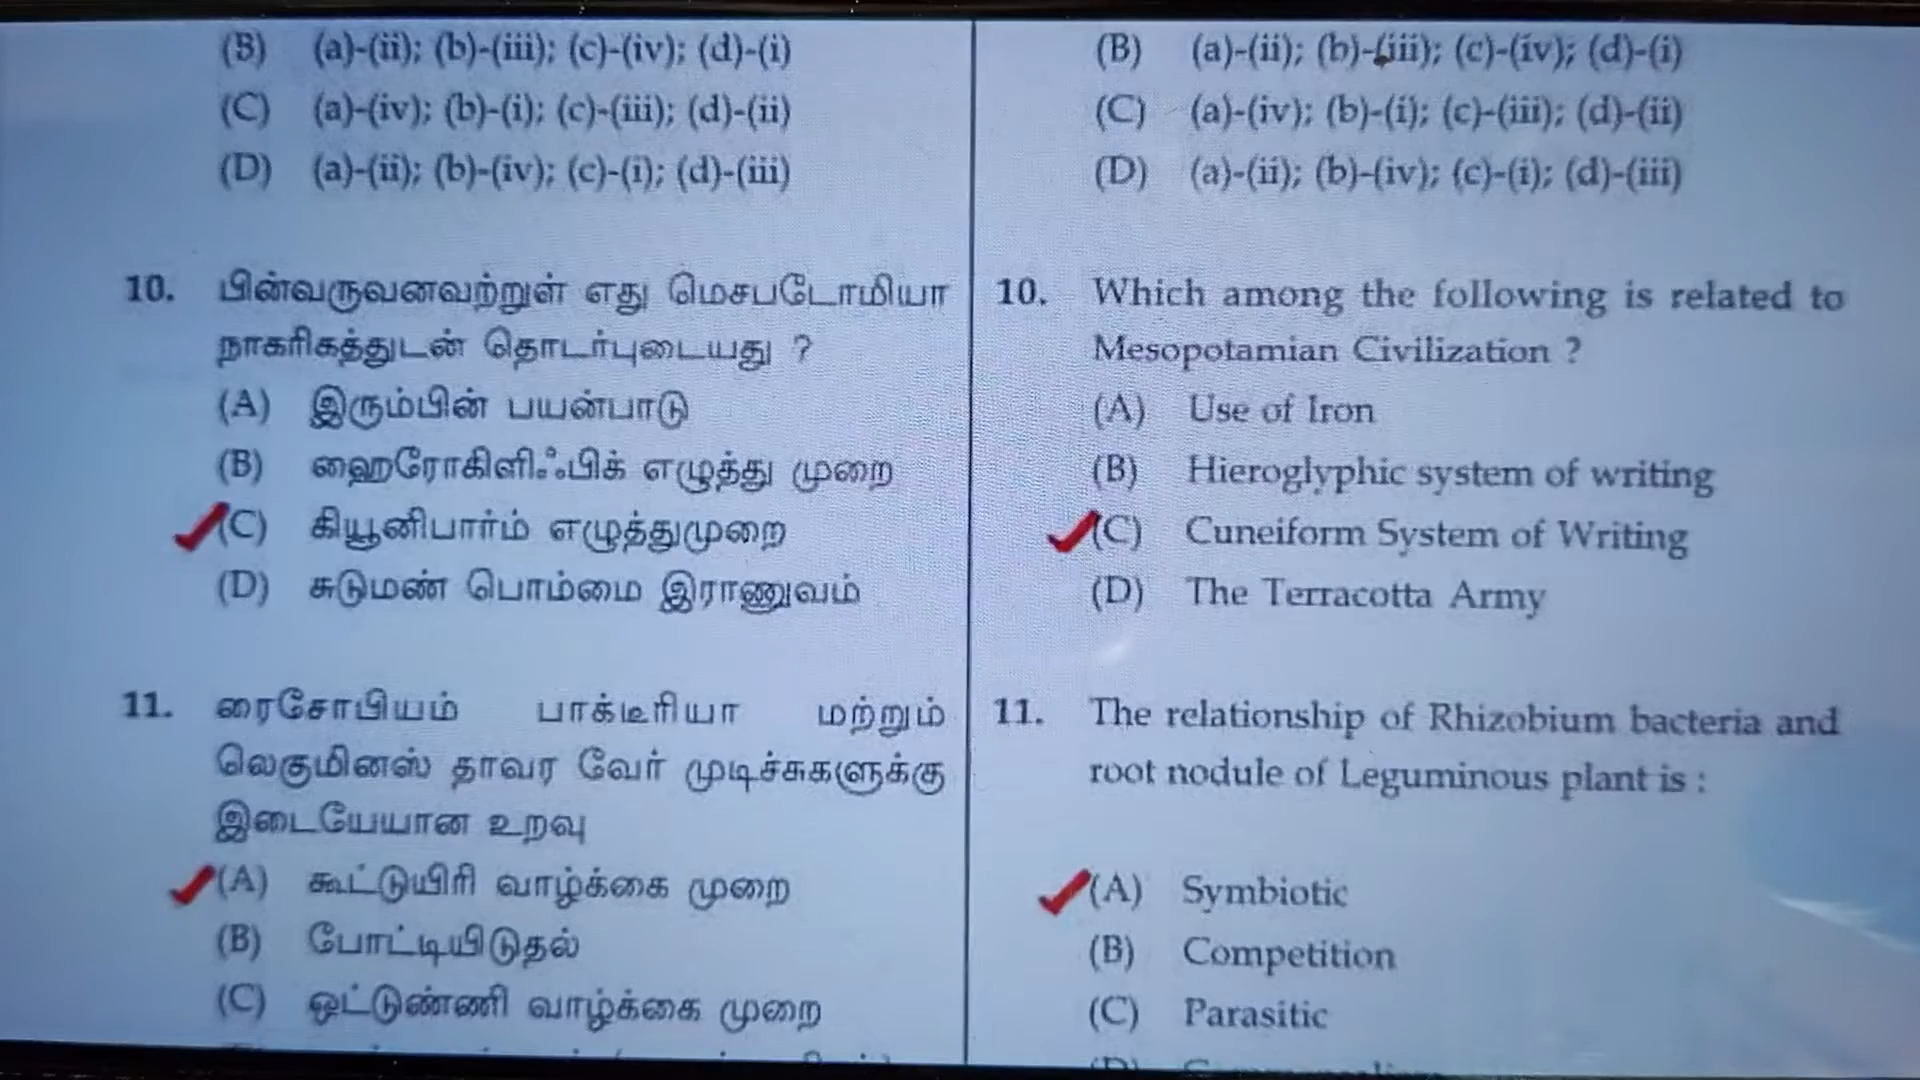 (B) (a)-(ii); (b)-(iii); (c)-(iv); (d)-(i)
(C) (a)-(iv); (b)-(i); (c)-(iii); (d)-(ii)
(D) (a)-(ii); (b)-(iv); (c)-(i); (d)-(iii)
10. பின்வருவனவற்றுள் எது மெசபடோமியா
நாகரிகத்துடன் தொடர்புடையது ?
(A) இரும்பின் பயன்பாடு
(B) ஹைரோகிளிஃபிக் எழுத்து முறை
(C) கியூனிபார்ம் எழுத்துமுறை
(D) சுடுமண் பொம்மை இராணுவம்
11. ரைசோபியம் பாக்டீரியா மற்றும்
லெகுமினஸ் தாவர வேர் முடிச்சுகளுக்கு
இடையேயான உறவு
(A) கூட்டுயிரி வாழ்க்கை முறை
(B) போட்டியிடுதல்
(C) ஒட்டுண்ணி வாழ்க்கை முறை
(B) (a)-(ii); (b)-(iii); (c)-(iv); (d)-(i)
(C) (a)-(iv); (b)-(i); (c)-(iii); (d)-(ii)
(D) (a)-(ii); (b)-(iv); (c)-(i); (d)-(iii)
10. Which among the following is related to
Mesopotamian Civilization ?
(A) Use of Iron
(B) Hieroglyphic system of writing
(C) Cuneiform System of Writing
(D) The Terracotta Army
11. The relationship of Rhizobium bacteria and
root nodule of Leguminous plant is :
(A) Symbiotic
(B) Competition
(C) Parasitic